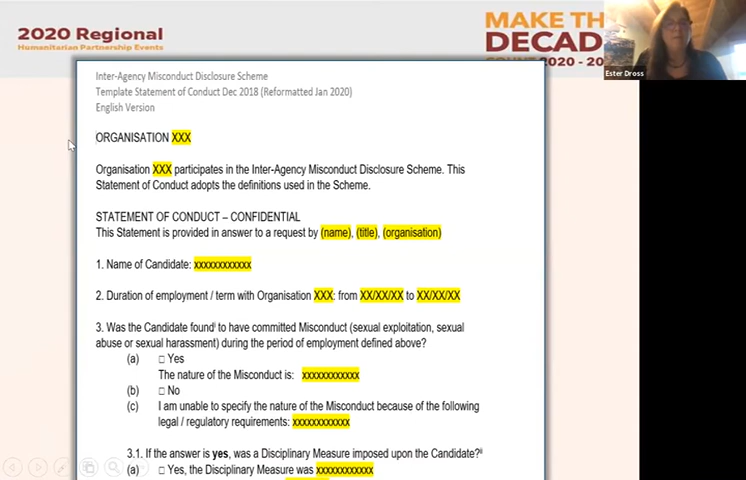 2020 Regional
Humanitarian Partnership Events
MAKE TH
DECAD
2020 - 20
Ester Dross
Inter-Agency Misconduct Disclosure Scheme
Template Statement of Conduct Dec 2018 (Reformatted Jan 2020)
English Version
ORGANISATION XXX
Organisation XXX participates in the Inter-Agency Misconduct Disclosure Scheme. This
Statement of Conduct adopts the definitions used in the Scheme.
STATEMENT OF CONDUCT – CONFIDENTIAL
This Statement is provided in answer to a request by (name), (title), (organisation)
1. Name of Candidate: xxxxxxxxxxxx
2. Duration of employment / term with Organisation XXX: from XX/XX/XX to XX/XX/XX
3. Was the Candidate found i to have committed Misconduct (sexual exploitation, sexual
abuse or sexual harassment) during the period of employment defined above?
(a) □ Yes
The nature of the Misconduct is: xxxxxxxxxxxx
(b) □ No
(c) I am unable to specify the nature of the Misconduct because of the following
legal / regulatory requirements: xxxxxxxxxxxx
3.1. If the answer is yes, was a Disciplinary Measure imposed upon the Candidate? ii
(a) □ Yes, the Disciplinary Measure was xxxxxxxxxxxx